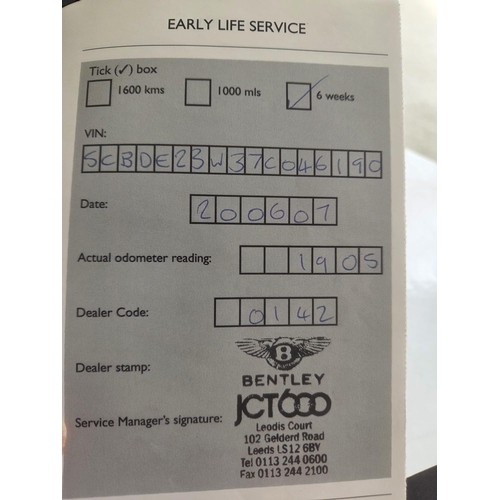 EARLY LIFE SERVICE
Tick (✓) box
1600 kms 1000 mls 6 weeks
VIN:
SCBDE23W37C046190
Date: 200607
Actual odometer reading: 1905
Dealer Code: 0142
Dealer stamp:
B
BENTLEY
JCT600
Service Manager's signature:
Leodis Court
102 Gelderd Road
Leeds LS12 6BY
Tel 0113 244 0600
Fax 0113 244 2100